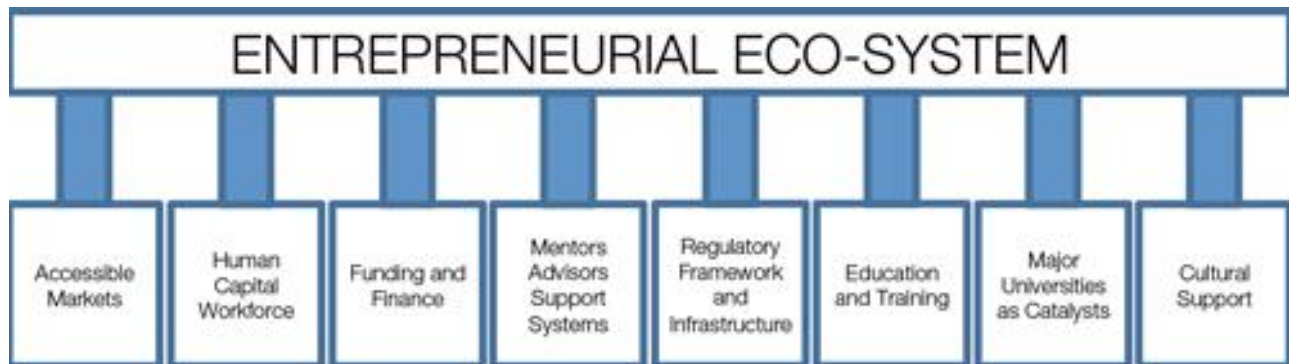 ENTREPRENEURIAL ECO-SYSTEM
Accessible
Markets
Human
Capital
Workforce
Funding and
Finance
Mentors
Advisors
Support
Systems
Regulatory
Framework
and
Infrastructure
Education
and Training
Major
Universities
as Catalysts
Cultural
Support